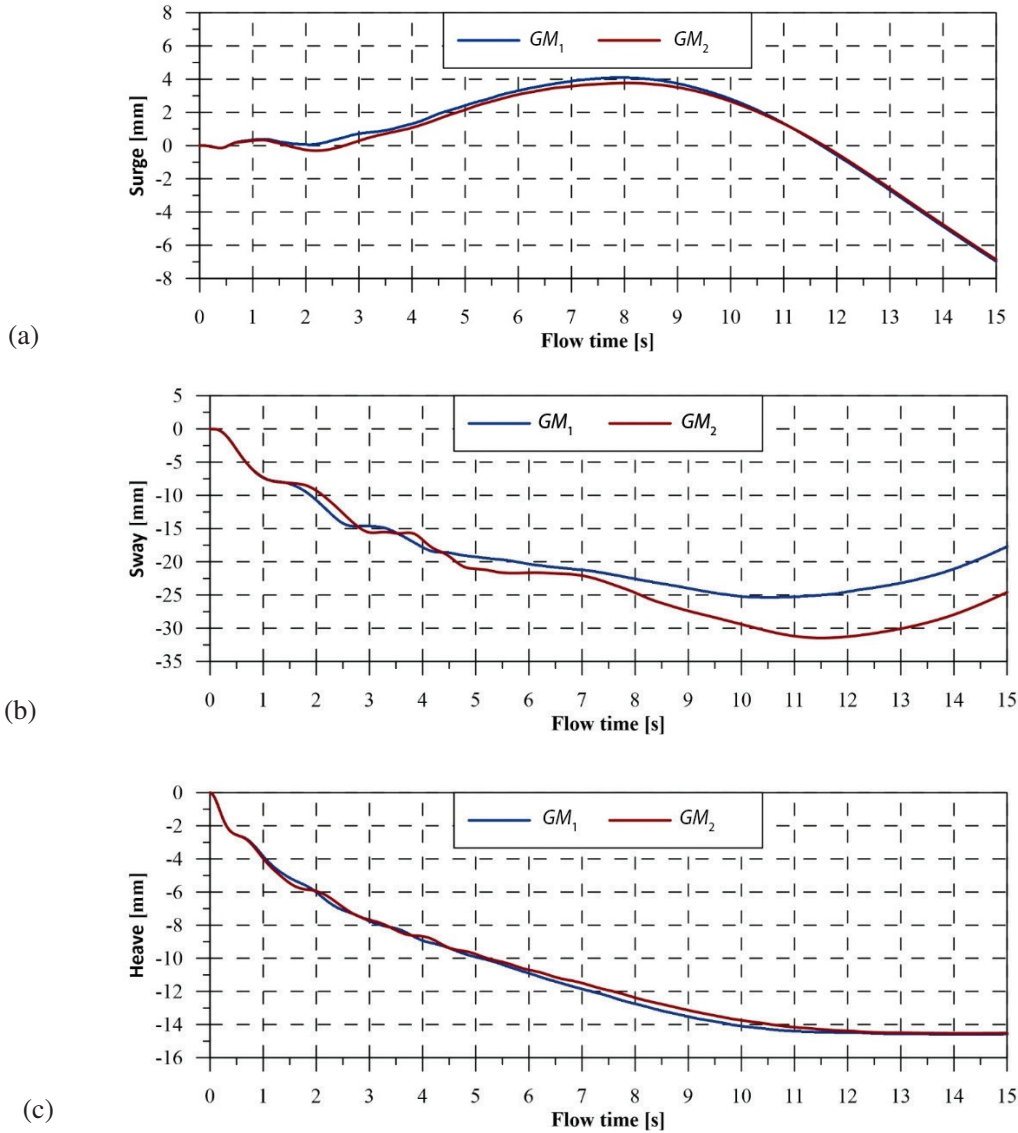 8
6
4
2
0
-2
-4
-6
-8
Surge [mm]
GM1 GM2
0 1 2 3 4 5 6 7 8 9 10 11 12 13 14 15
Flow time [s]
(a)
5
0
-5
-10
-15
-20
-25
-30
-35
Sway [mm]
GM1 GM2
0 1 2 3 4 5 6 7 8 9 10 11 12 13 14 15
Flow time [s]
(b)
0
-2
-4
-6
-8
-10
-12
-14
-16
Heave [mm]
GM1 GM2
0 1 2 3 4 5 6 7 8 9 10 11 12 13 14 15
Flow time [s]
(c)